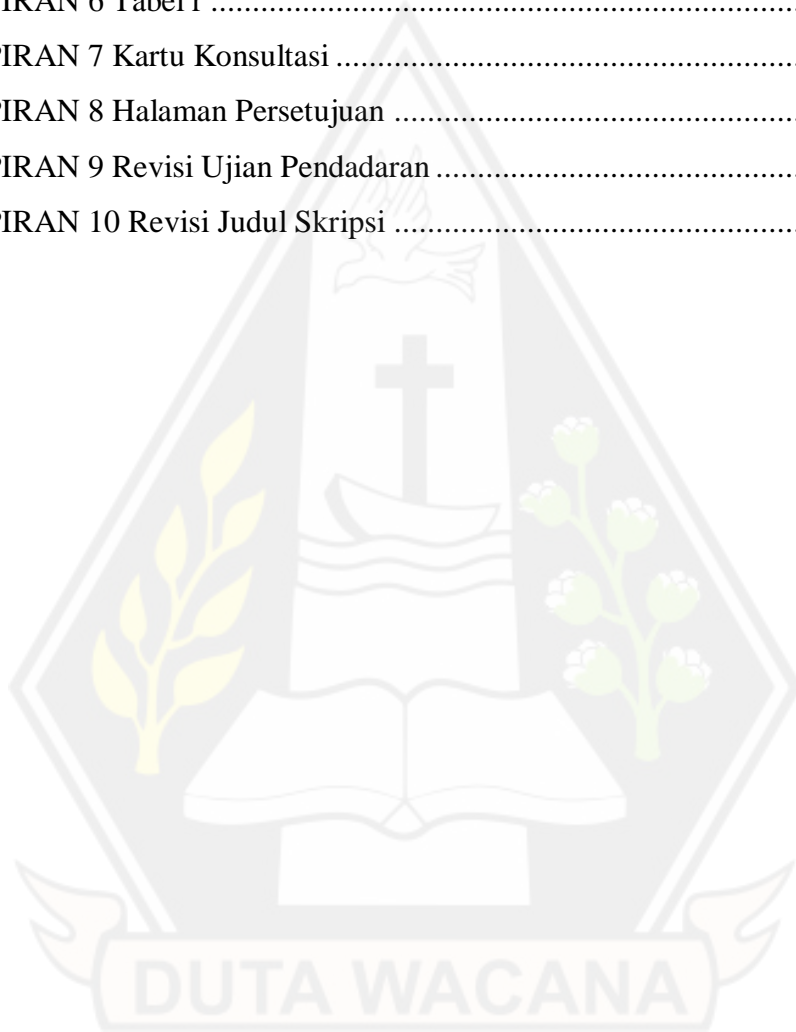 PIRAN 6 Tabel r ........................................................................
PIRAN 7 Kartu Konsultasi ........................................................
PIRAN 8 Halaman Persetujuan .................................................
PIRAN 9 Revisi Ujian Pendadaran ............................................
PIRAN 10 Revisi Judul Skripsi .................................................
DUTA WACANA